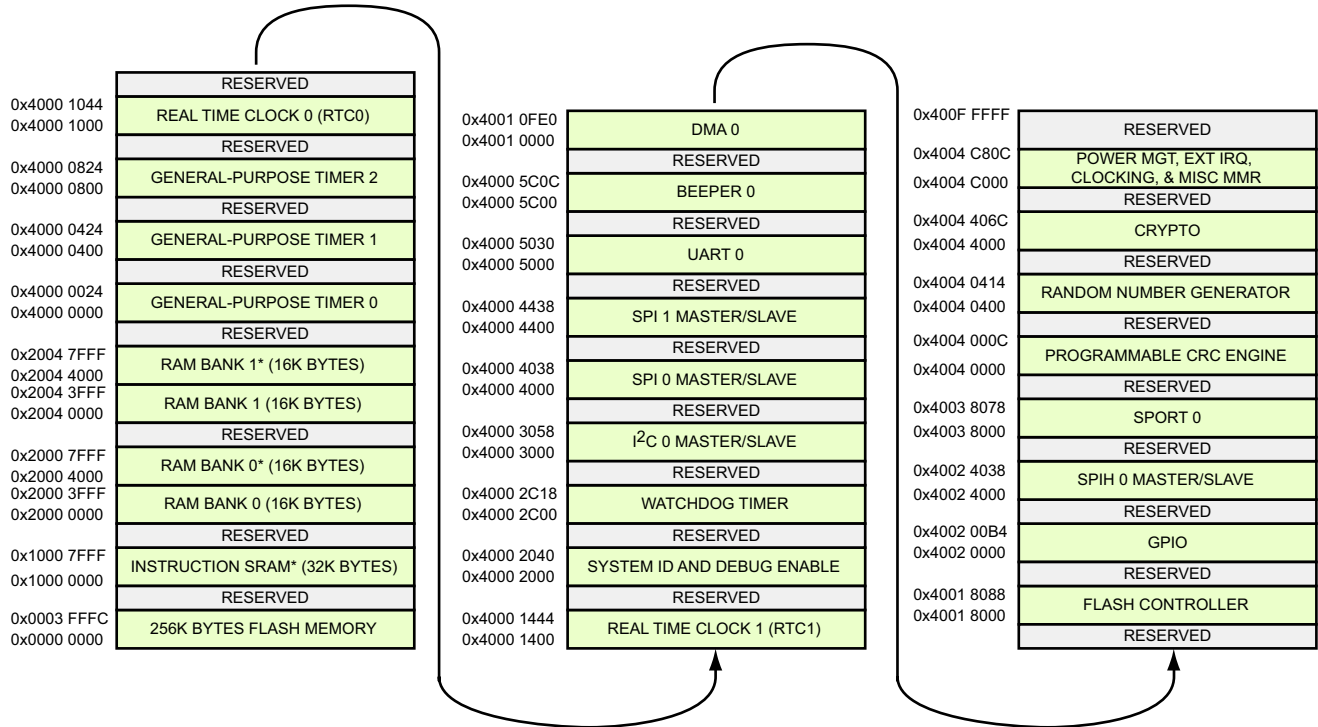 RESERVED
0x4000 1044
REAL TIME CLOCK 0 (RTC0)
0x4000 1000
RESERVED
0x4000 0824
GENERAL-PURPOSE TIMER 2
0x4000 0800
RESERVED
0x4000 0424
GENERAL-PURPOSE TIMER 1
0x4000 0400
RESERVED
0x4000 0024
GENERAL-PURPOSE TIMER 0
0x4000 0000
RESERVED
0x2004 7FFF
RAM BANK 1* (16K BYTES)
0x2004 4000
0x2004 3FFF
RAM BANK 1 (16K BYTES)
0x2004 0000
RESERVED
0x2000 7FFF
RAM BANK 0* (16K BYTES)
0x2000 4000
0x2000 3FFF
RAM BANK 0 (16K BYTES)
0x2000 0000
RESERVED
0x1000 7FFF
INSTRUCTION SRAM* (32K BYTES)
0x1000 0000
RESERVED
0x0003 FFFC
256K BYTES FLASH MEMORY
0x0000 0000
0x4001 0FE0
DMA 0
0x4001 0000
RESERVED
0x4000 5C0C
BEEPER 0
0x4000 5C00
RESERVED
0x4000 5030
UART 0
0x4000 5000
RESERVED
0x4000 4438
SPI 1 MASTER/SLAVE
0x4000 4400
RESERVED
0x4000 4038
SPI 0 MASTER/SLAVE
0x4000 4000
RESERVED
0x4000 3058
I2C 0 MASTER/SLAVE
0x4000 3000
RESERVED
0x4000 2C18
WATCHDOG TIMER
0x4000 2C00
RESERVED
0x4000 2040
SYSTEM ID AND DEBUG ENABLE
0x4000 2000
RESERVED
0x4000 1444
REAL TIME CLOCK 1 (RTC1)
0x4000 1400
0x400F FFFF
RESERVED
0x4004 C80C
POWER MGT, EXT IRQ,
CLOCKING, & MISC MMR
0x4004 C000
RESERVED
0x4004 406C
CRYPTO
0x4004 4000
RESERVED
0x4004 0414
RANDOM NUMBER GENERATOR
0x4004 0400
RESERVED
0x4004 000C
PROGRAMMABLE CRC ENGINE
0x4004 0000
RESERVED
0x4003 8078
SPORT 0
0x4003 8000
RESERVED
0x4002 4038
SPIH 0 MASTER/SLAVE
0x4002 4000
RESERVED
0x4002 00B4
GPIO
0x4002 0000
RESERVED
0x4001 8088
FLASH CONTROLLER
0x4001 8000
RESERVED